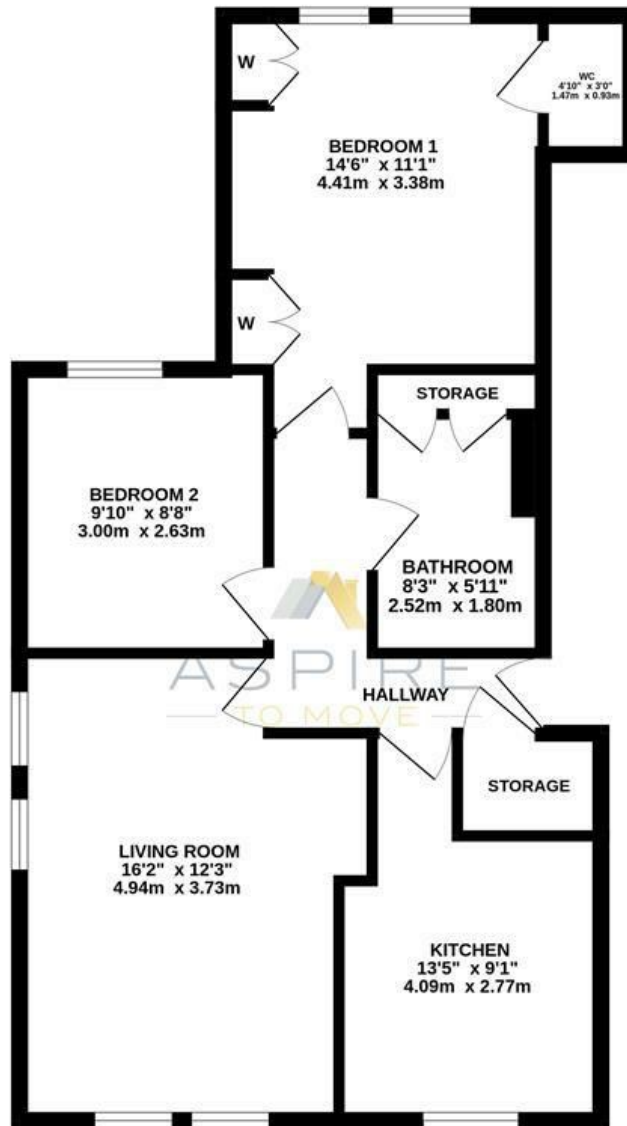 W
WC
4'10" x 3'0"
1.47m x 0.93m
BEDROOM 1
14'6" x 11'1"
4.41m x 3.38m
W
STORAGE
BEDROOM 2
9'10" x 8'8"
3.00m x 2.63m
BATHROOM
8'3" x 5'11"
2.52m x 1.80m
ASPIRE
TO MOVE
HALLWAY
STORAGE
LIVING ROOM
16'2" x 12'3"
4.94m x 3.73m
KITCHEN
13'5" x 9'1"
4.09m x 2.77m